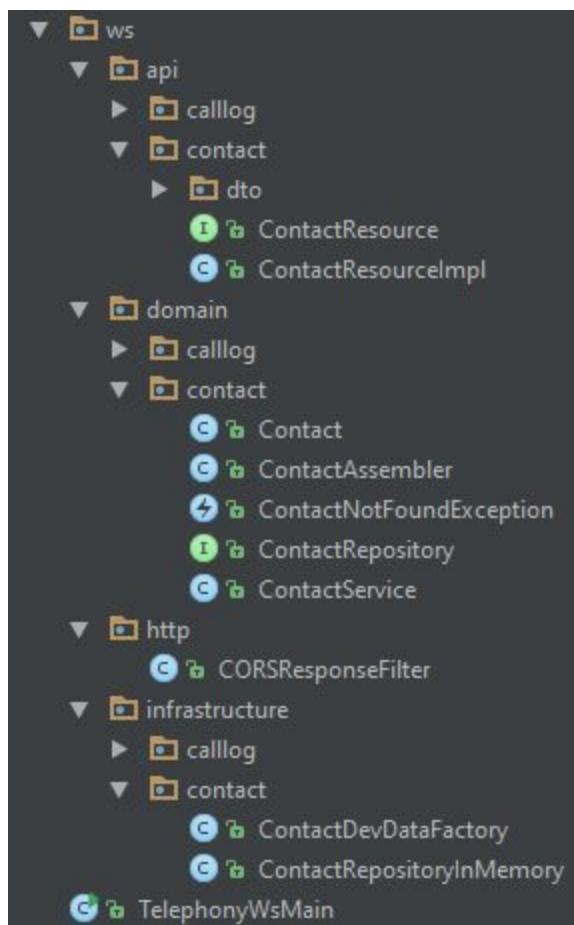 ws
api
calllog
contact
dto
ContactResource
ContactResourceImpl
domain
calllog
contact
Contact
ContactAssembler
ContactNotFoundException
ContactRepository
ContactService
http
CORSResponseFilter
infrastructure
calllog
contact
ContactDevDataFactory
ContactRepositoryInMemory
TelephonyWsMain